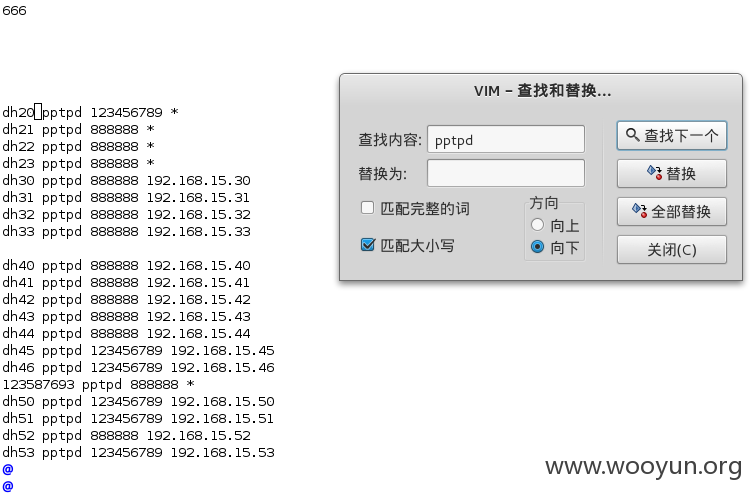 666
dh20 pptpd 123456789 *
dh21 pptpd 888888 *
dh22 pptpd 888888 *
dh23 pptpd 888888 *
dh30 pptpd 888888 192.168.15.30
dh31 pptpd 888888 192.168.15.31
dh32 pptpd 888888 192.168.15.32
dh33 pptpd 888888 192.168.15.33
dh40 pptpd 888888 192.168.15.40
dh41 pptpd 888888 192.168.15.41
dh42 pptpd 888888 192.168.15.42
dh43 pptpd 888888 192.168.15.43
dh44 pptpd 888888 192.168.15.44
dh45 pptpd 123456789 192.168.15.45
dh46 pptpd 123456789 192.168.15.46
123587693 pptpd 888888 *
dh50 pptpd 123456789 192.168.15.50
dh51 pptpd 123456789 192.168.15.51
dh52 pptpd 888888 192.168.15.52
dh53 pptpd 123456789 192.168.15.53
@
@
VIM - 查找和替换...
查找内容: pptpd
替换为:
匹配完整的词
匹配大小写
方向
向上
向下
查找下一个
替换
全部替换
关闭(C)
www.wooyun.org